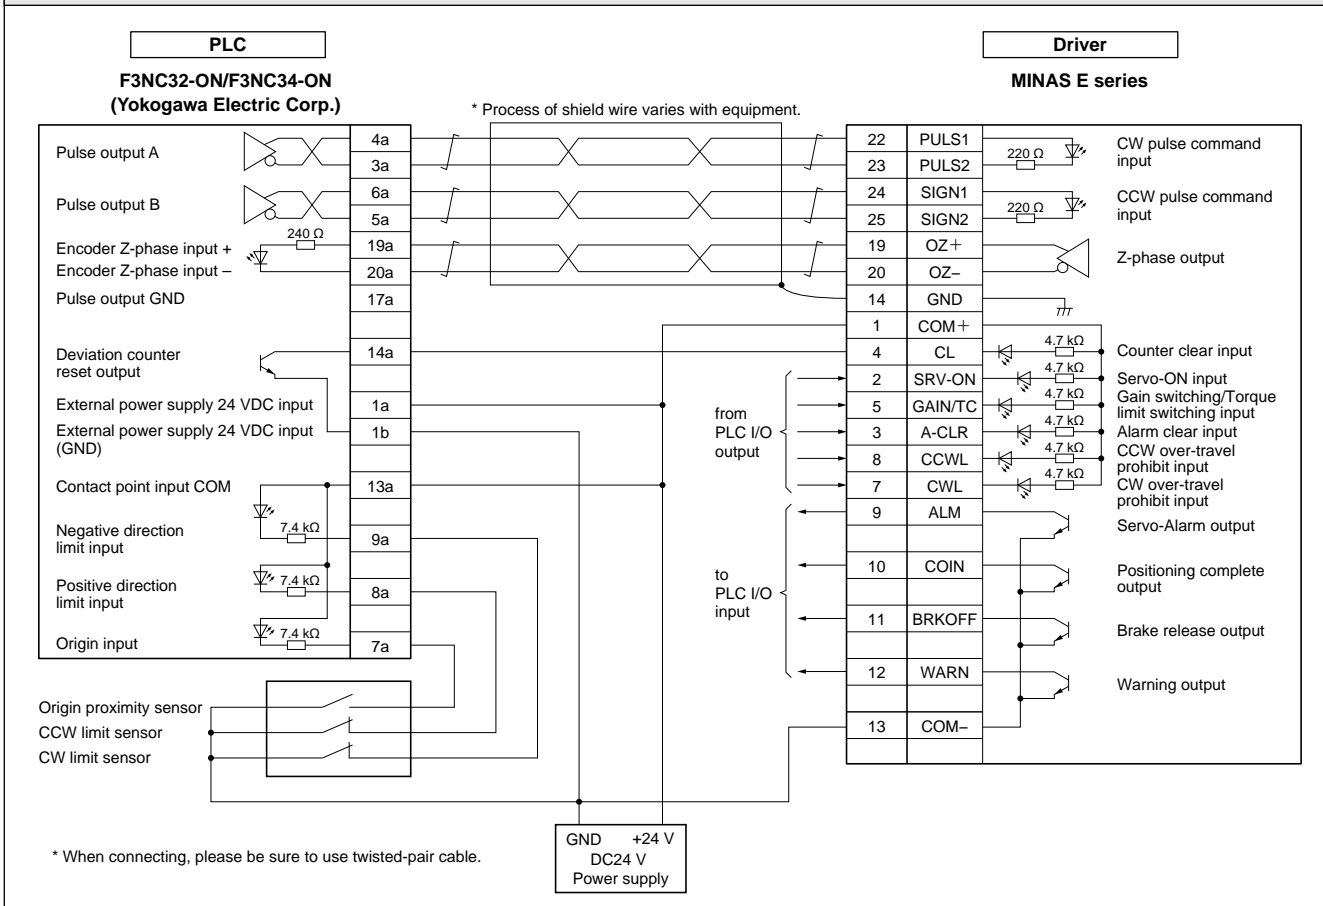 PLC
F3NC32-ON/F3NC34-ON
(Yokogawa Electric Corp.)
Driver
MINAS E series
* Process of shield wire varies with equipment.
Pulse output A
4a
3a
Pulse output B
6a
5a
240 Ω
Encoder Z-phase input +
19a
Encoder Z-phase input –
20a
Pulse output GND
17a
Deviation counter
reset output
14a
External power supply 24 VDC input
1a
External power supply 24 VDC input
(GND)
1b
Contact point input COM
13a
Negative direction
limit input
7.4 kΩ
9a
Positive direction
limit input
7.4 kΩ
8a
Origin input
7.4 kΩ
7a
Origin proximity sensor
CCW limit sensor
CW limit sensor
22 PULS1
23 PULS2
220 Ω
CW pulse command
input
24 SIGN1
25 SIGN2
220 Ω
CCW pulse command
input
19 OZ+
20 OZ–
Z-phase output
14 GND
1 COM+
4 CL
4.7 kΩ
Counter clear input
2 SRV-ON
4.7 kΩ
Servo-ON input
5 GAIN/TC
4.7 kΩ
Gain switching/Torque
limit switching input
3 A-CLR
4.7 kΩ
Alarm clear input
8 CCWL
4.7 kΩ
CCW over-travel
prohibit input
7 CWL
4.7 kΩ
CW over-travel
prohibit input
from
PLC I/O
output
9 ALM
Servo-Alarm output
10 COIN
Positioning complete
output
11 BRKOFF
Brake release output
12 WARN
Warning output
13 COM–
to
PLC I/O
input
GND +24 V
DC24 V
Power supply
* When connecting, please be sure to use twisted-pair cable.